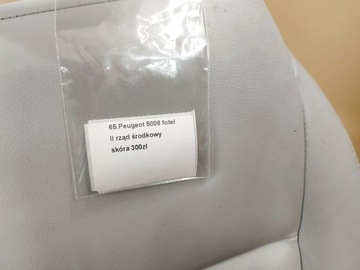 65.Peugeot 5008 fotel
II rząd środkowy
skóra 300zł